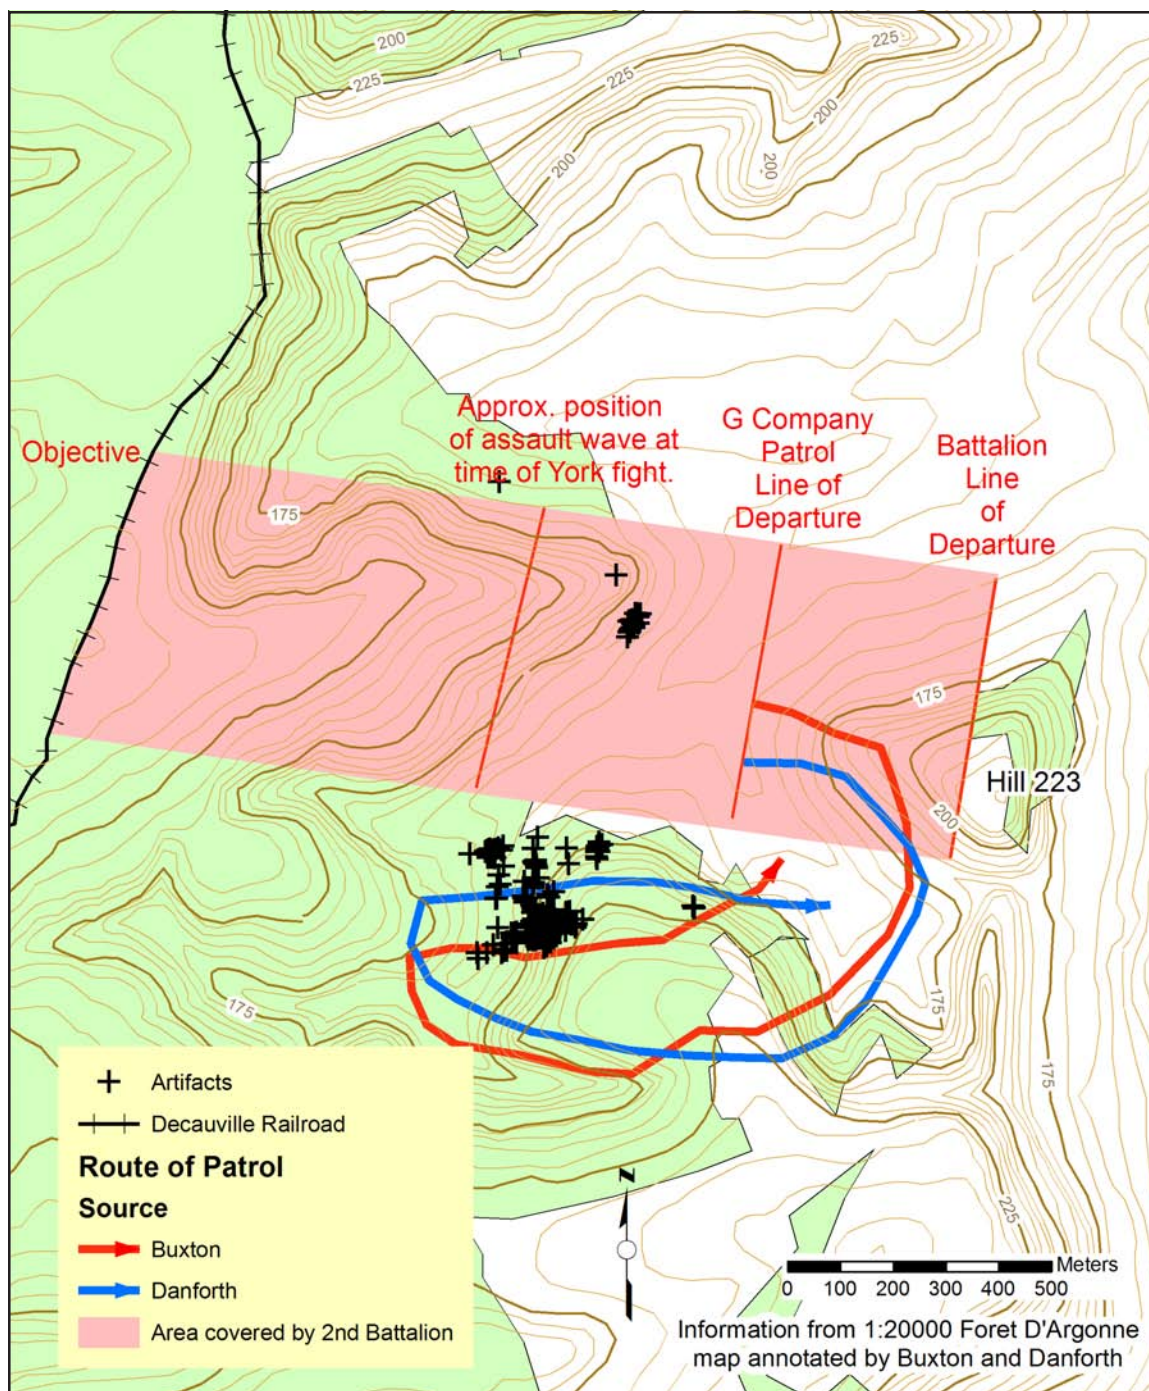 200
225
225
225
200
200
200
Objective
Approx. position
of assault wave at
time of York fight.
G Company
Patrol
Line of
Departure
Battalion
Line
of
Departure
175
175
Hill 223
200
175
175
175
225
Artifacts
Decauville Railroad
Route of Patrol
Source
Buxton
Danforth
Area covered by 2nd Battalion
N
Meters
0 100 200 300 400 500
Information from 1:20000 Foret D'Argonne
map annotated by Buxton and Danforth